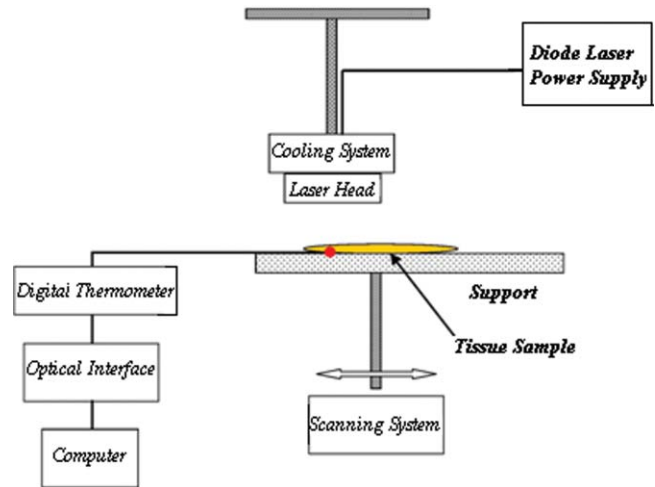 Diode Laser
Power Supply
Cooling System
Laser Head
Digital Thermometer
Support
Tissue Sample
Optical Interface
Scanning System
Computer